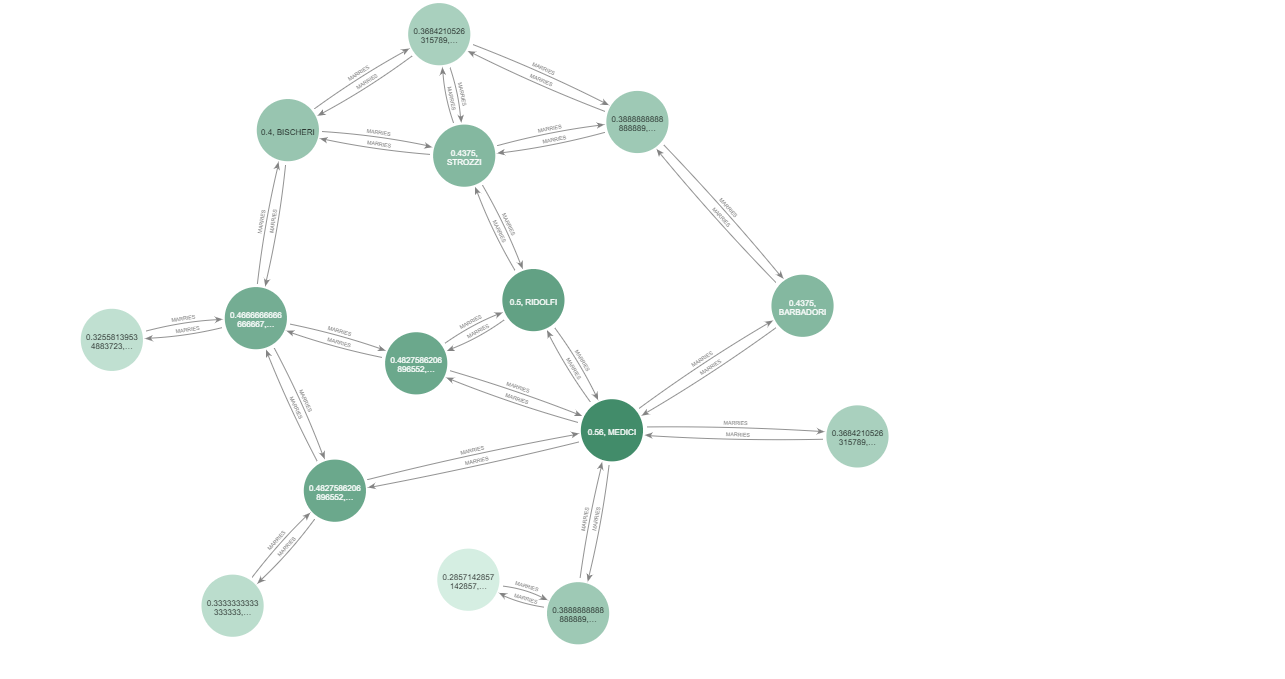 0.3684210526
315789,…
MARRIES
MARRIES
MARRIES
MARRIES
MARRIES
MARRIES
0.4, BISCHERI
0.3888888888
888889,…
MARRIES
MARRIES
MARRIES
MARRIES
0.4375,
STROZZI
MARRIES
MARRIES
MARRIES
MARRIES
MARRIES
MARRIES
0.5, RIDOLFI
0.4375,
BARBADORI
0.4666666666
666667,…
MARRIES
MARRIES
0.3255813953
4883723,…
MARRIES
MARRIES
MARRIES
MARRIES
0.4827586206
896552,…
MARRIES
MARRIES
MARRIES
MARRIES
MARRIES
MARRIES
MARRIES
MARRIES
0.56, MEDICI
MARRIES
MARRIES
0.3684210526
315789,…
MARRIES
MARRIES
0.4827586206
896552,…
MARRIES
MARRIES
MARRIES
MARRIES
0.2857142857
142857,…
MARRIES
MARRIES
0.3333333333
333333,…
0.3888888888
888889,…